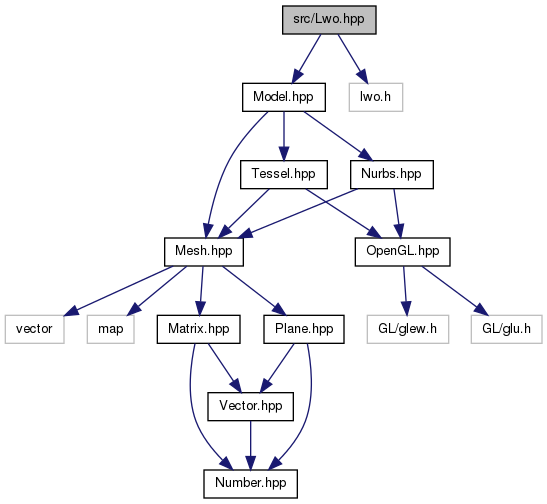 src/Lwo.hpp
Model.hpp
lwo.h
Tessel.hpp
Nurbs.hpp
Mesh.hpp
OpenGL.hpp
vector
map
Matrix.hpp
Plane.hpp
GL/glew.h
GL/glu.h
Vector.hpp
Number.hpp